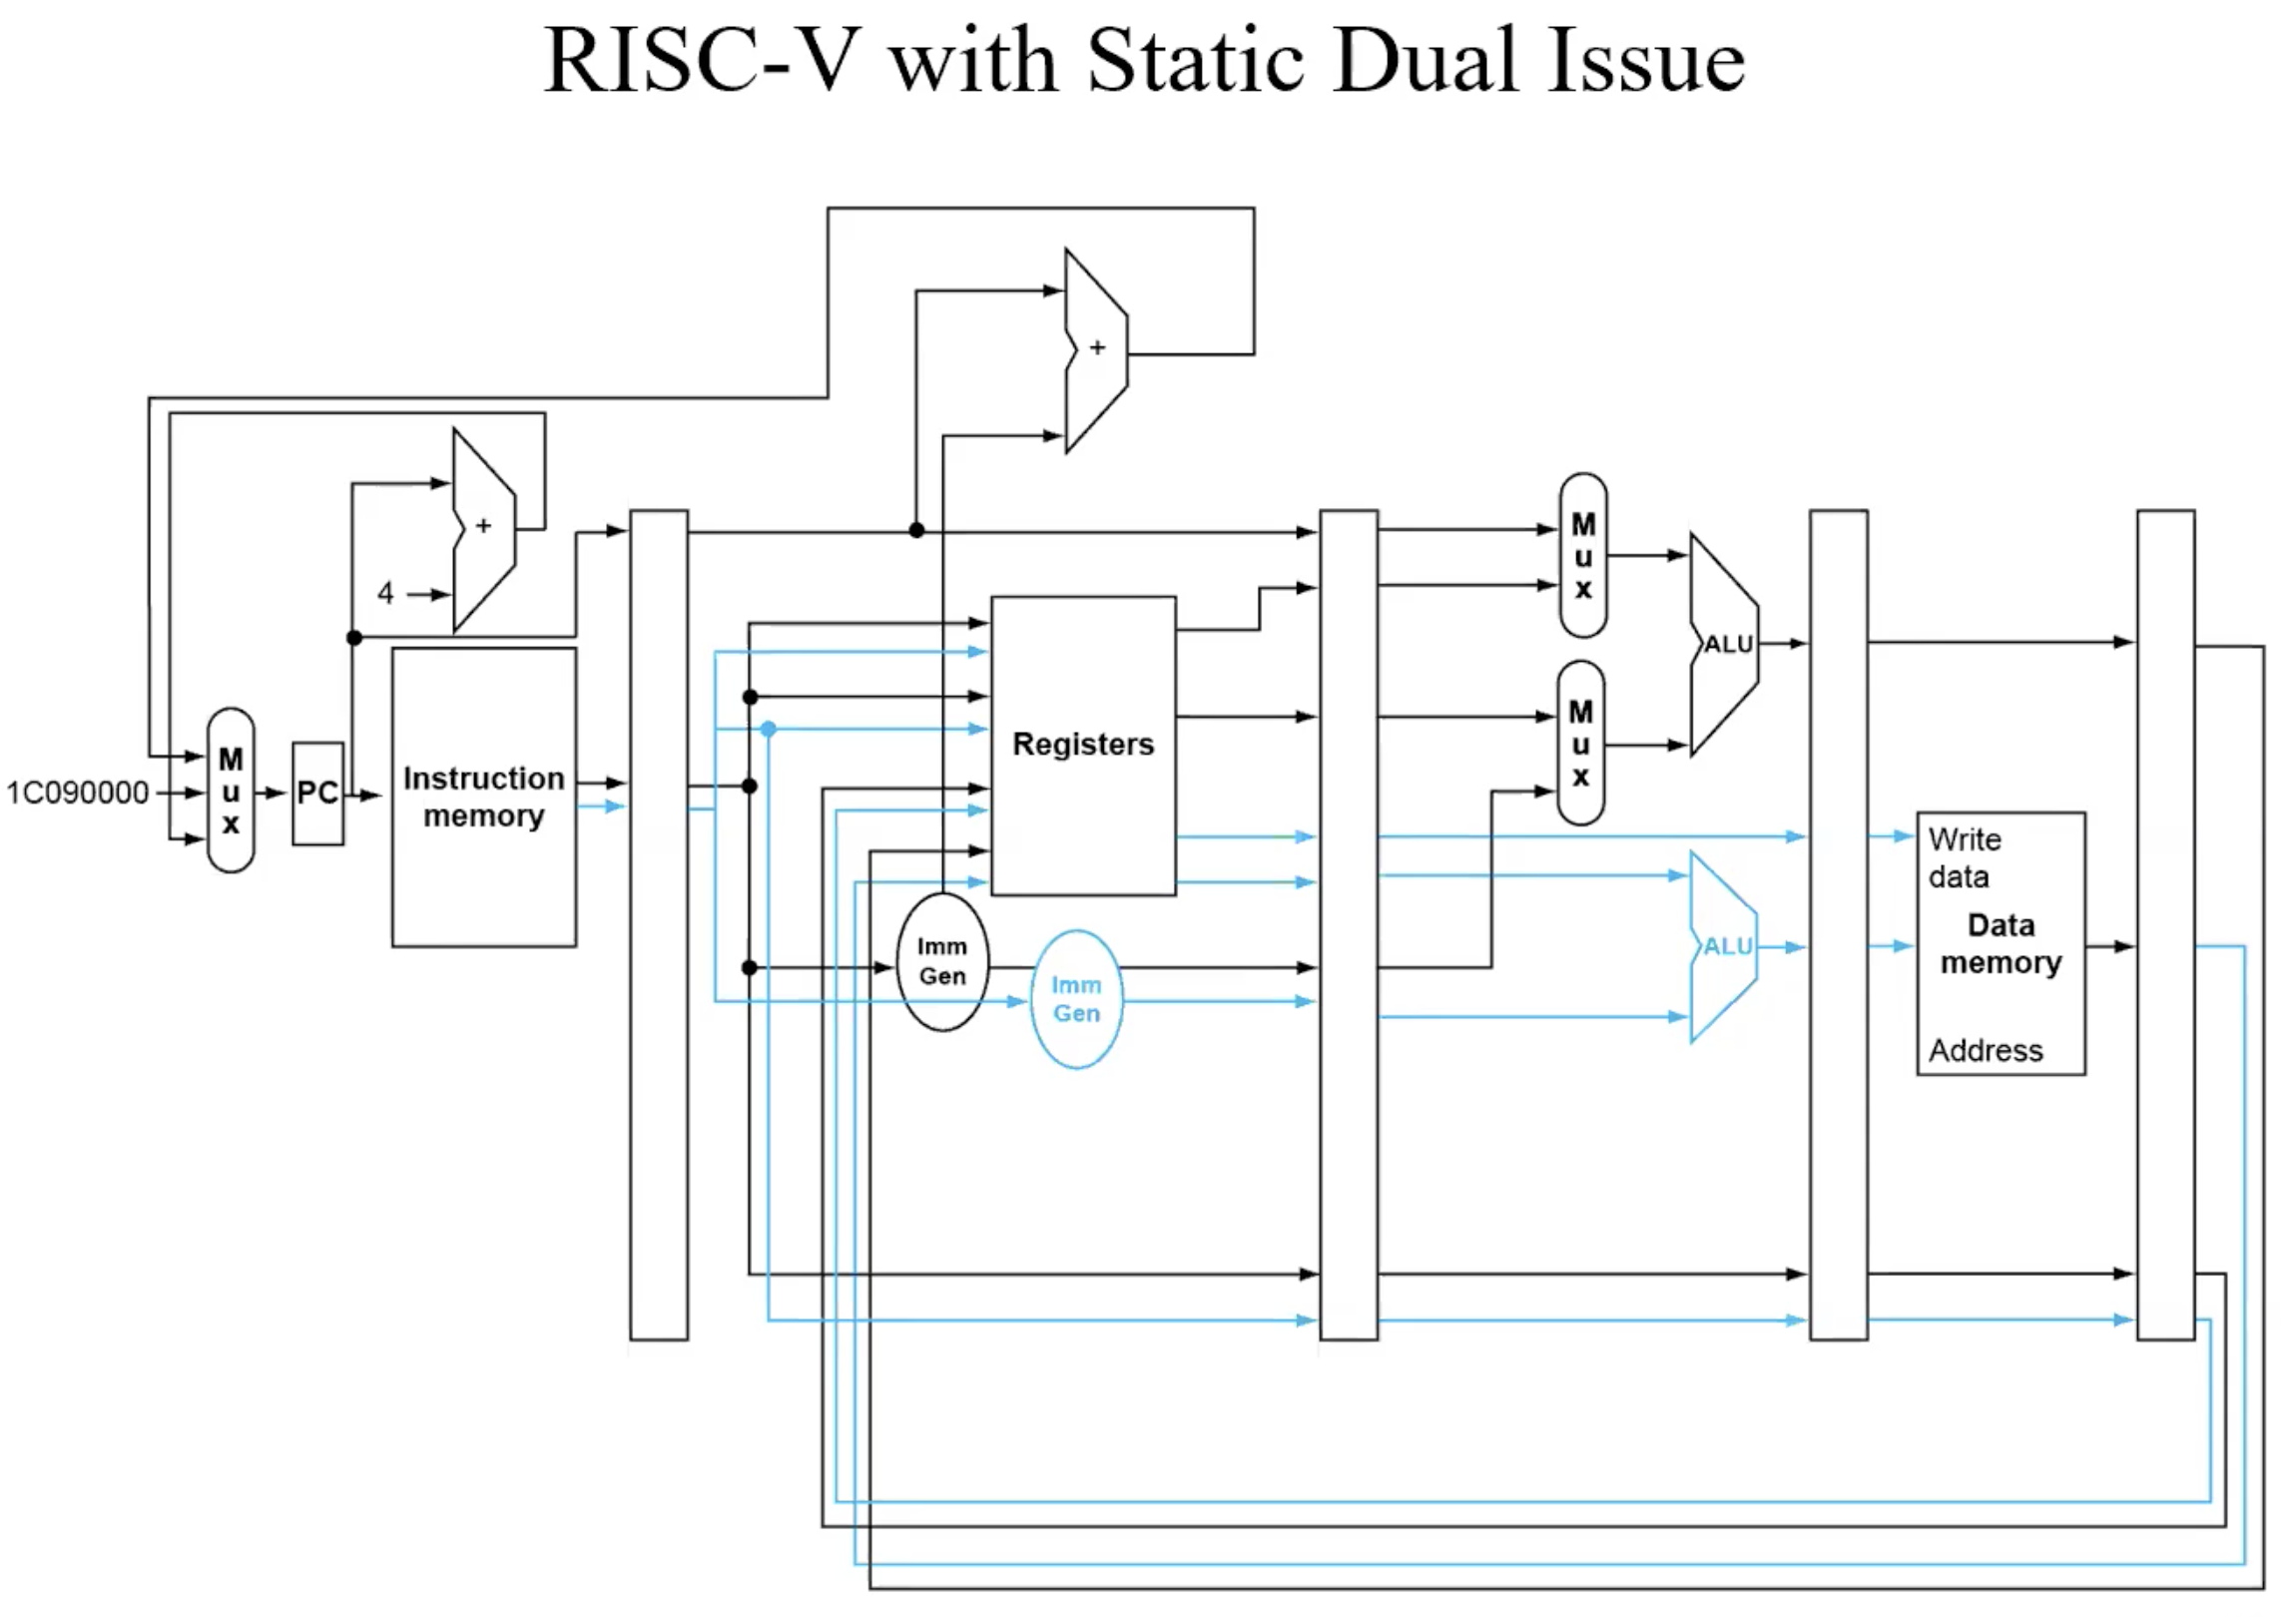 RISC-V with Static Dual Issue
+
+
4
M
u
x
1C090000
M
u
x
PC
Instruction
memory
Registers
Imm
Gen
Imm
Gen
M
u
x
ALU
ALU
Write
data
Data
memory
Address